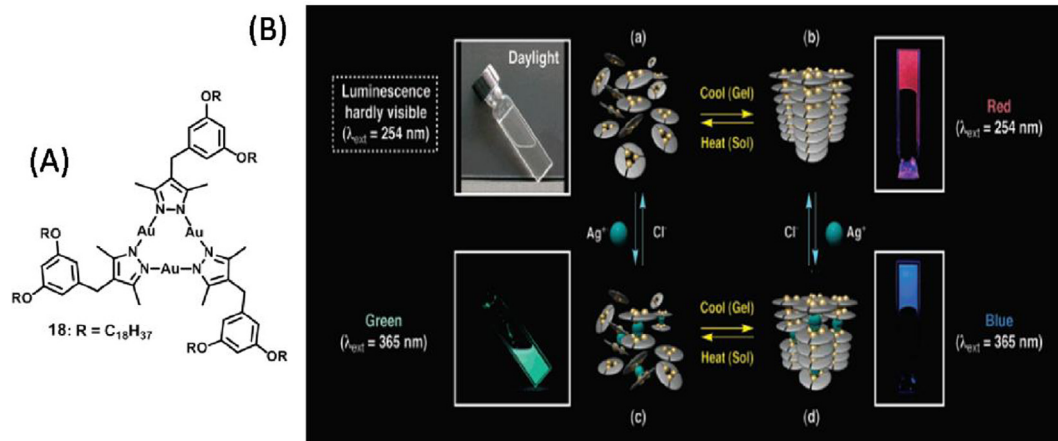 (A)
OR
OR
N-N
Au
Au
RO
N
N
N
Au
N
RO
OR
18: R = C18H37
OR
(B)
Daylight
Luminescence
hardly visible
(λext = 254 nm)
(a)
(b)
Cool (Gel)
Heat (Sol)
Red
(λext = 254 nm)
Ag+
Cl-
Cl-
Ag+
Green
(λext = 365 nm)
Cool (Gel)
Heat (Sol)
Blue
(λext = 365 nm)
(c)
(d)